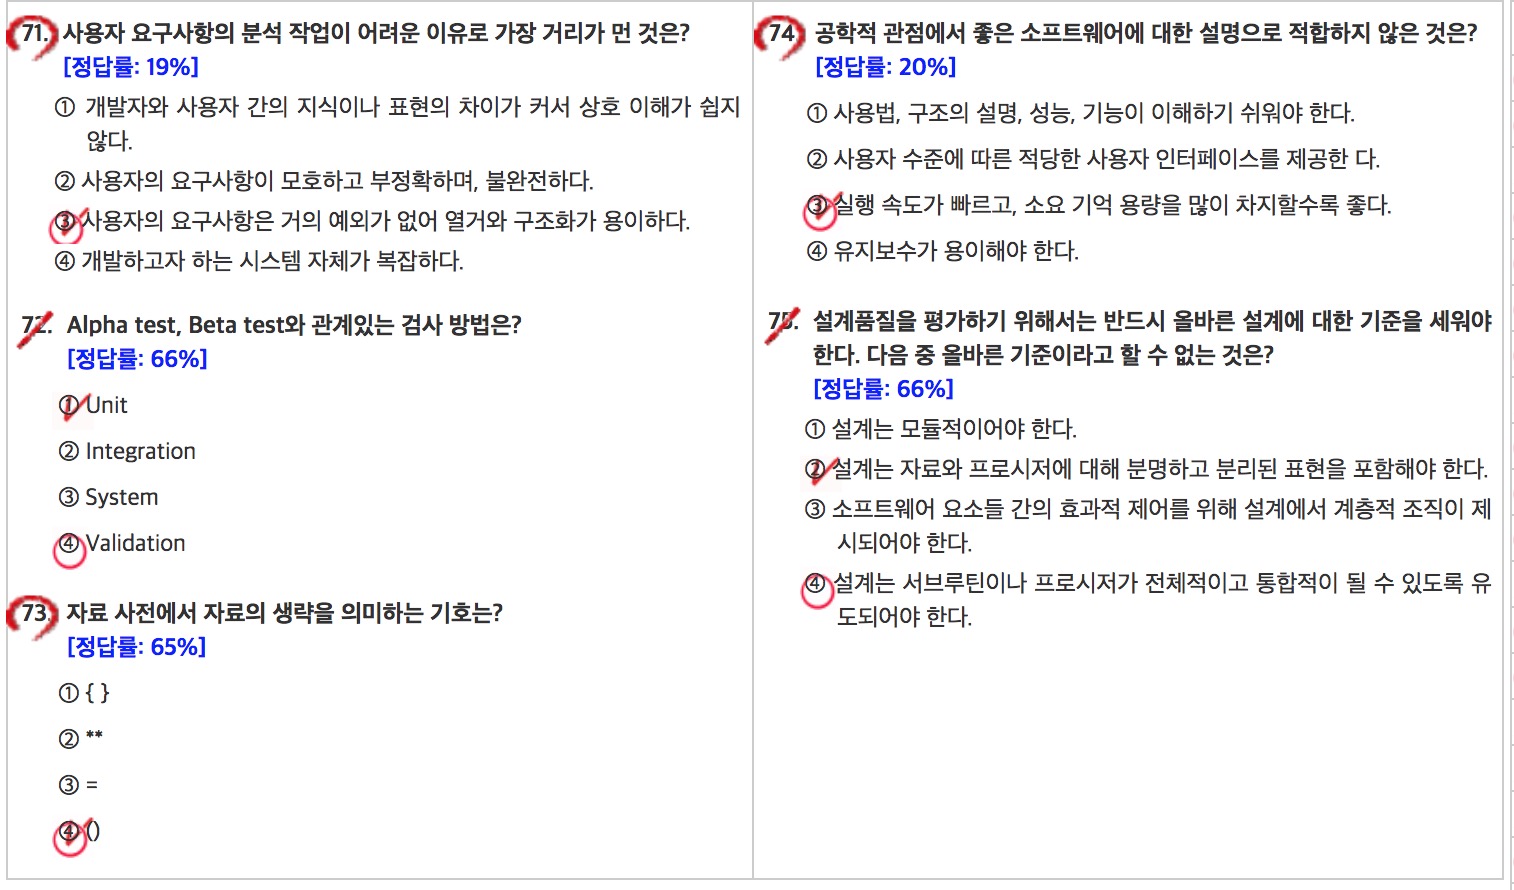 71. 사용자 요구사항의 분석 작업이 어려운 이유로 가장 거리가 먼 것은?
[정답률: 19%]
① 개발자와 사용자 간의 지식이나 표현의 차이가 커서 상호 이해가 쉽지
않다.
② 사용자의 요구사항이 모호하고 부정확하며, 불완전하다.
③ 사용자의 요구사항은 거의 예외가 없어 열거와 구조화가 용이하다.
④ 개발하고자 하는 시스템 자체가 복잡하다.
72. Alpha test, Beta test와 관계있는 검사 방법은?
[정답률: 66%]
① Unit
② Integration
③ System
④ Validation
73. 자료 사전에서 자료의 생략을 의미하는 기호는?
[정답률: 65%]
① { }
② **
③ =
④ ()
74. 공학적 관점에서 좋은 소프트웨어에 대한 설명으로 적합하지 않은 것은?
[정답률: 20%]
① 사용법, 구조의 설명, 성능, 기능이 이해하기 쉬워야 한다.
② 사용자 수준에 따른 적당한 사용자 인터페이스를 제공한 다.
③ 실행 속도가 빠르고, 소요 기억 용량을 많이 차지할수록 좋다.
④ 유지보수가 용이해야 한다.
75. 설계품질을 평가하기 위해서는 반드시 올바른 설계에 대한 기준을 세워야
한다. 다음 중 올바른 기준이라고 할 수 없는 것은?
[정답률: 66%]
① 설계는 모듈적이어야 한다.
② 설계는 자료와 프로시저에 대해 분명하고 분리된 표현을 포함해야 한다.
③ 소프트웨어 요소들 간의 효과적 제어를 위해 설계에서 계층적 조직이 제
시되어야 한다.
④ 설계는 서브루틴이나 프로시저가 전체적이고 통합적이 될 수 있도록 유
도되어야 한다.